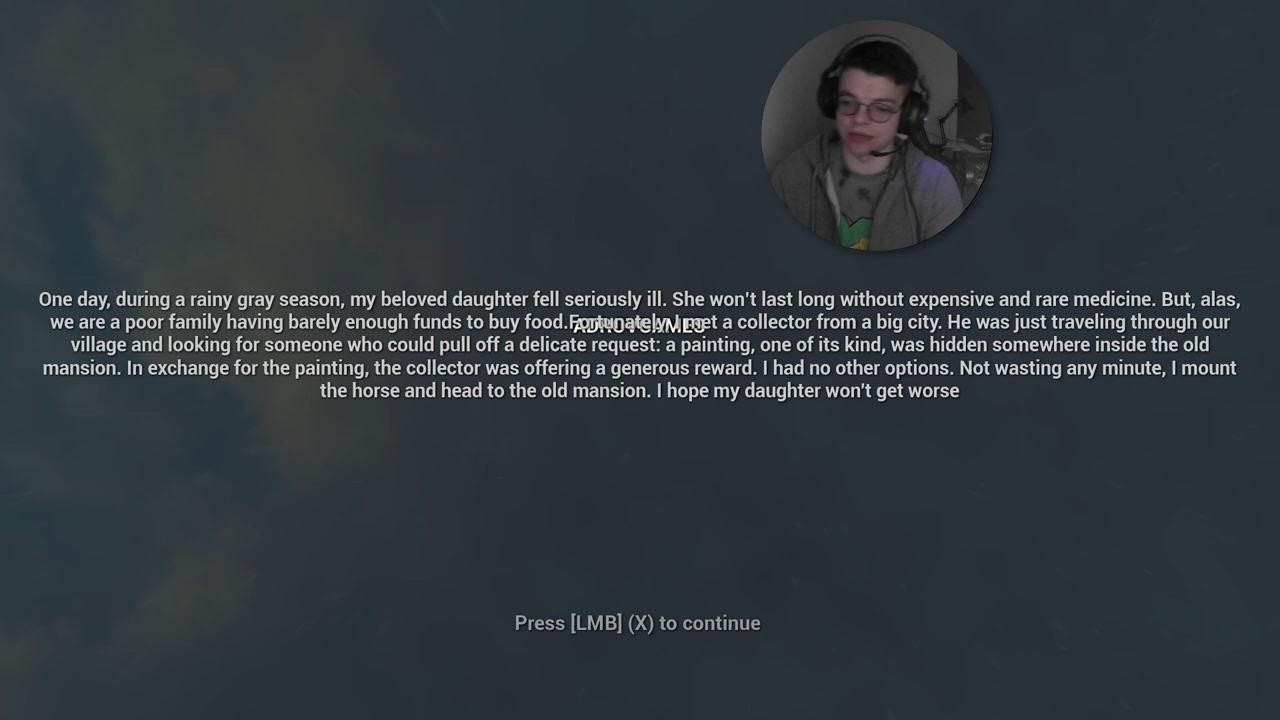 One day, during a rainy gray season, my beloved daughter fell seriously ill. She won't last long without expensive and rare medicine. But, alas,
we are a poor family having barely enough funds to buy food.Fortunately, I met a collector from a big city. He was just traveling through our
village and looking for someone who could pull off a delicate request: a painting, one of its kind, was hidden somewhere inside the old
mansion. In exchange for the painting, the collector was offering a generous reward. I had no other options. Not wasting any minute, I mount
the horse and head to the old mansion. I hope my daughter won't get worse
Press [LMB] (X) to continue